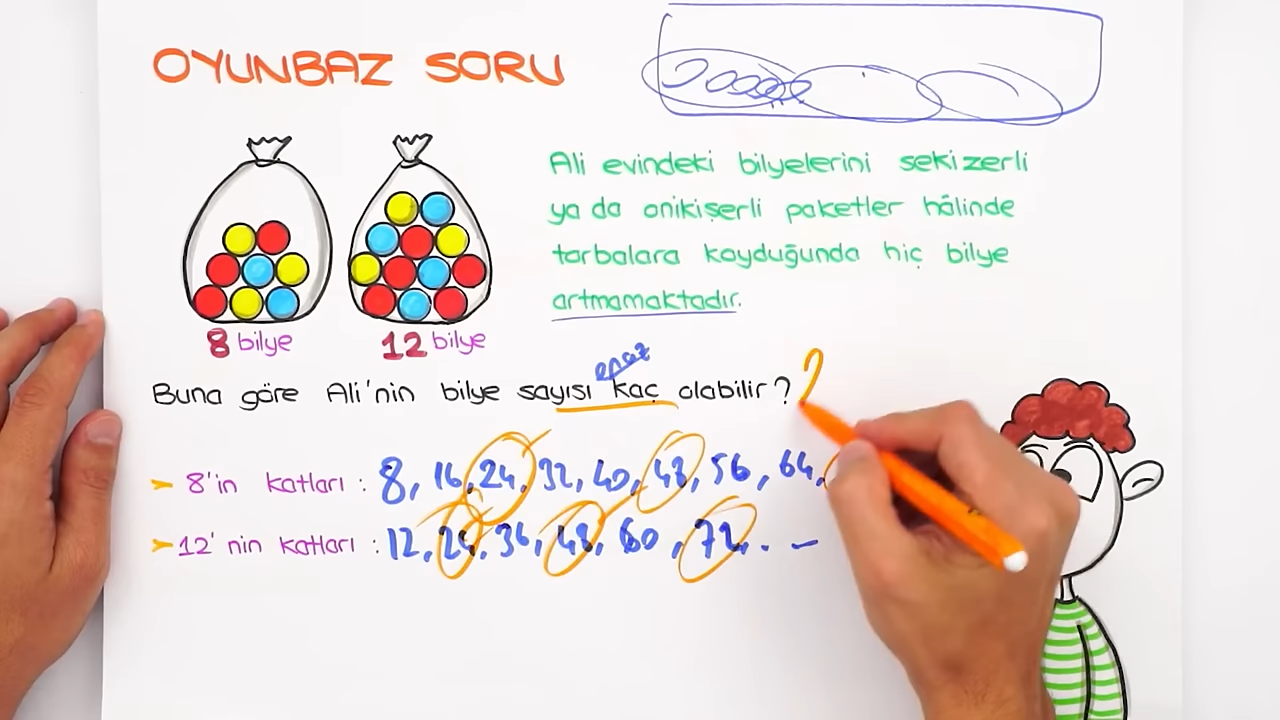 OYUNBAZ SORU
Ali evindeki bilyelerini sekizerli
ya da onikişerli paketler hâlinde
torbalara koyduğunda hiç bilye
artmamaktadır.
8 bilye
12 bilye
en az
Buna göre Ali'nin bilye sayısı kaç olabilir?
8'in katları: 8, 16, 24, 32, 40, 48, 56, 64,
12'nin katları: 12, 24, 36, 48, 60, 72, . . –